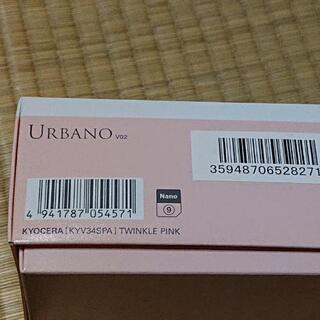 URBANO V02
35948706528271
4 941787 054571
Nano
9
KYOCERA [KYV34SPA] TWINKLE PINK